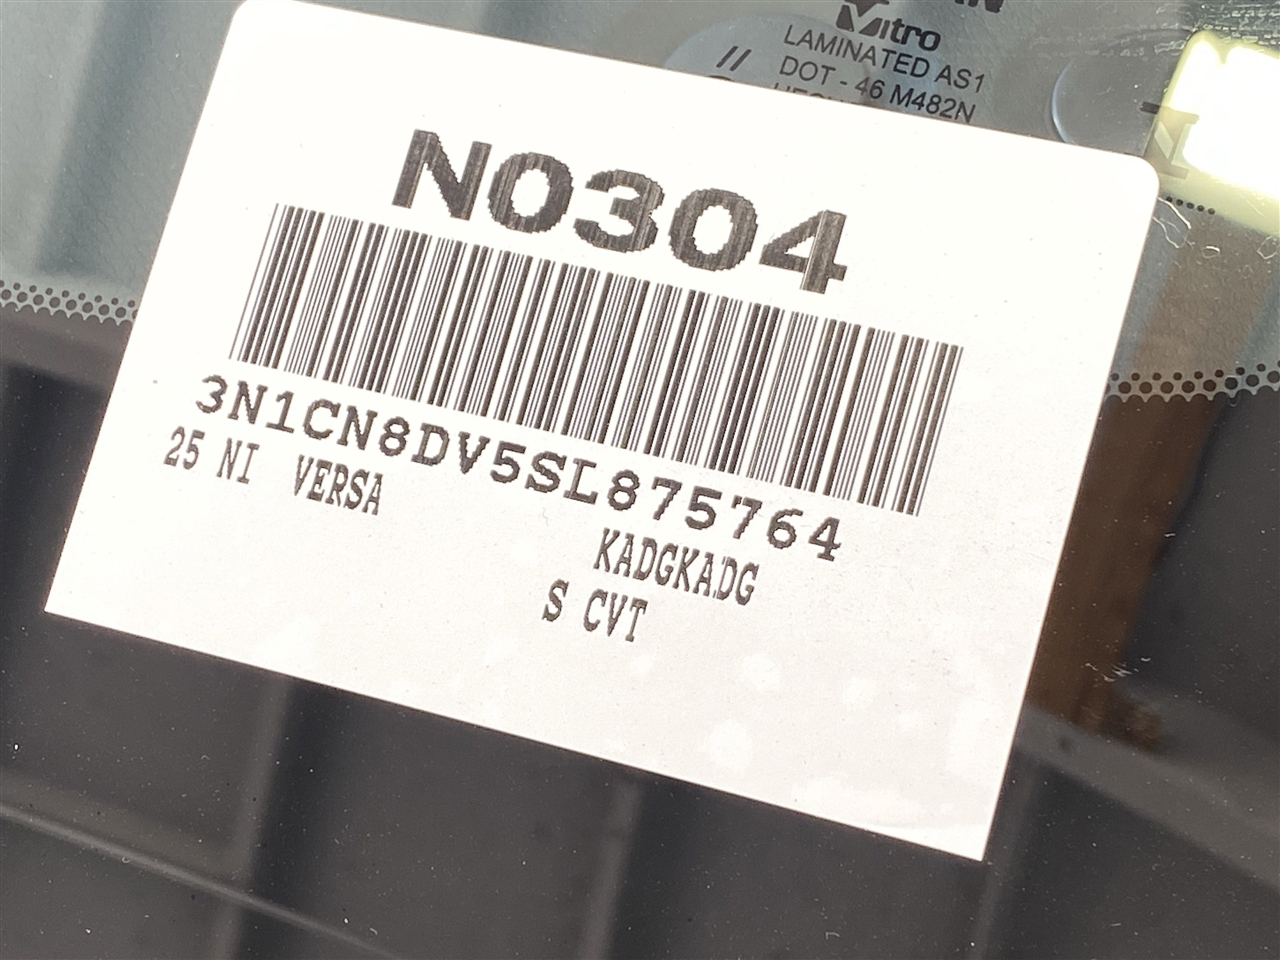 Vitro
LAMINATED AS1
DOT - 46 M482N
N0304
3N1CN8DV5SL875764
25 NI VERSA
KADGKADG
S CVT